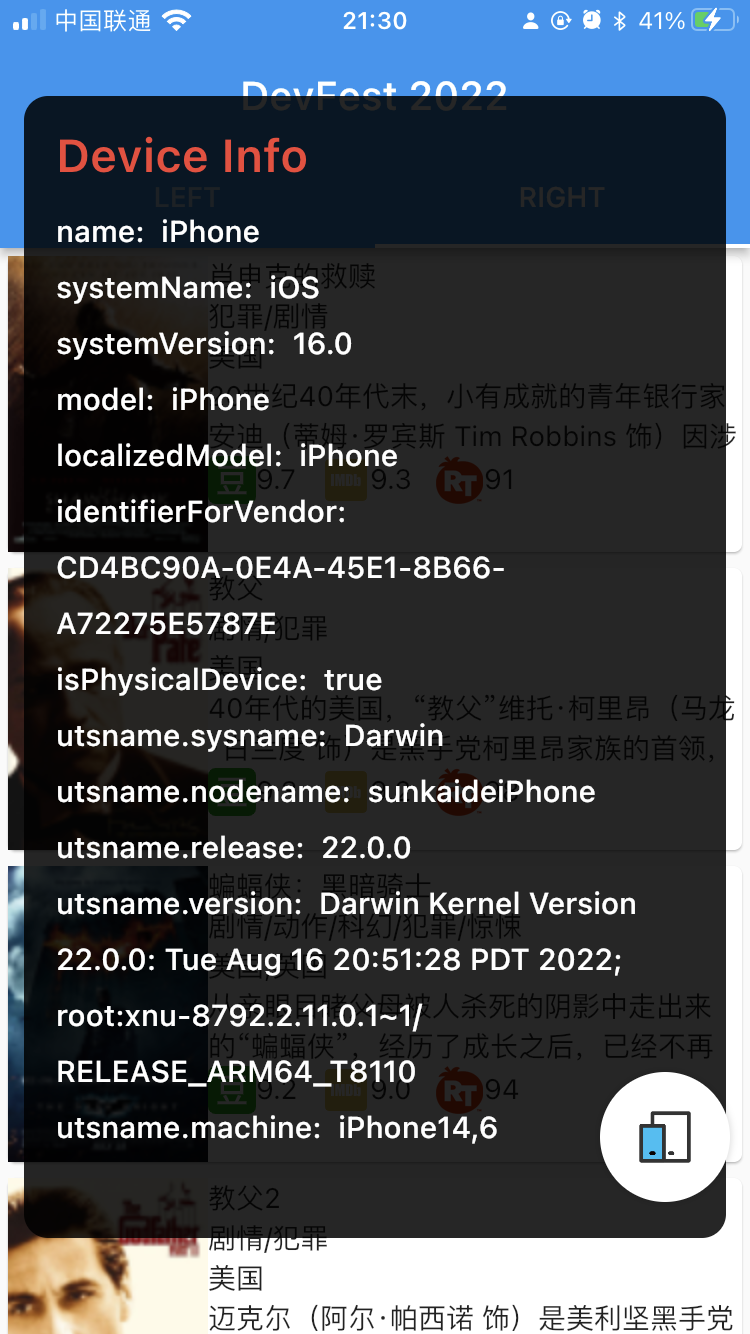 中国联通 21:30 41%
DevFest 2022
Device Info
LEFT RIGHT
name: iPhone
肖申克的救赎
systemName: iOS
犯罪/剧情
systemVersion: 16.0
美国
model: iPhone
20世纪40年代末，小有成就的青年银行家
安迪（蒂姆·罗宾斯 Tim Robbins 饰）因涉
localizedModel: iPhone
豆 9.7 IMDb 9.3 RT 91
identifierForVendor:
CD4BC90A-0E4A-45E1-8B66-
教父
A72275E5787E
剧情/犯罪
美国
isPhysicalDevice: true
40年代的美国，“教父”维托·柯里昂（马龙
utsname.sysname: Darwin
白兰度 饰）是黑手党柯里昂家族的首领，
utsname.nodename: sunkaideiPhone
utsname.release: 22.0.0
蝙蝠侠：黑暗骑士
utsname.version: Darwin Kernel Version
剧情/动作/科幻/犯罪/惊悚
22.0.0: Tue Aug 16 20:51:28 PDT 2022;
美国/英国
从亲眼目睹父母被人杀死的阴影中走出来
root:xnu-8792.2.11.0.1~1/
的“蝙蝠侠”，经历了成长之后，已经不再
RELEASE_ARM64_T8110
豆 9.2 9.0 RT 94
utsname.machine: iPhone14,6
教父2
剧情/犯罪
美国
迈克尔（阿尔·帕西诺 饰）是美利坚黑手党